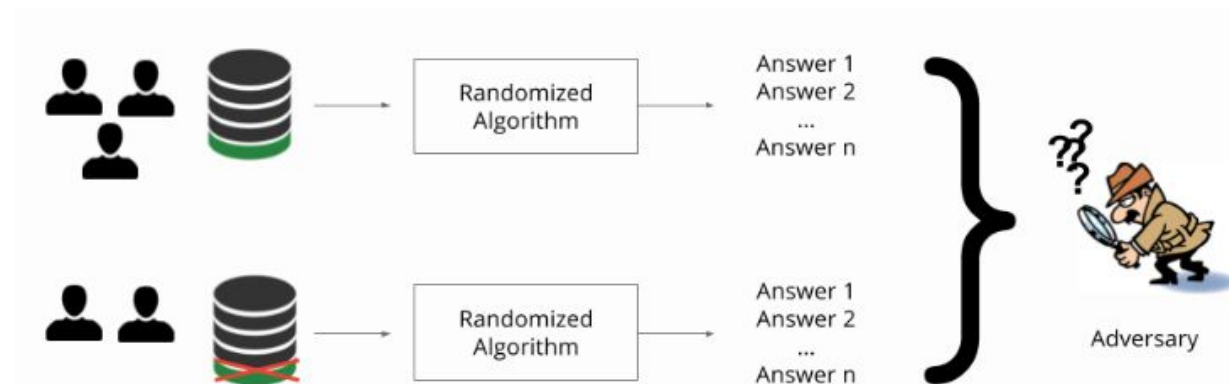 Randomized
Algorithm
Answer 1
Answer 2
...
Answer n
???
?
Randomized
Algorithm
Answer 1
Answer 2
...
Answer n
Adversary